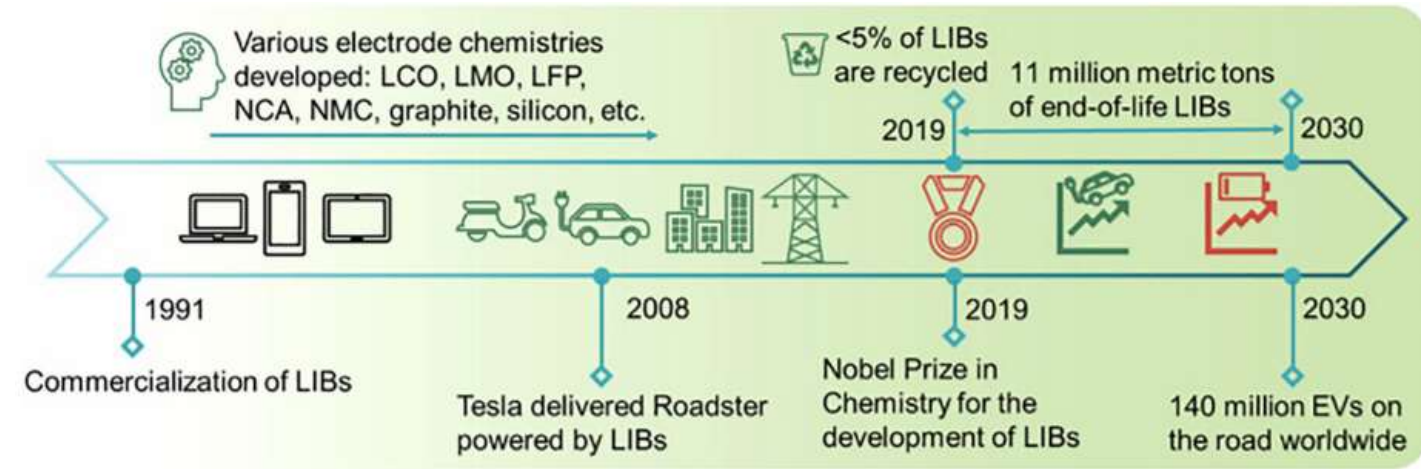 Various electrode chemistries
developed: LCO, LMO, LFP,
NCA, NMC, graphite, silicon, etc.
<5% of LIBs
are recycled
11 million metric tons
of end-of-life LIBs
2019
2030
1991
2008
2019
2030
Commercialization of LIBs
Tesla delivered Roadster
powered by LIBs
Nobel Prize in
Chemistry for the
development of LIBs
140 million EVs on
the road worldwide